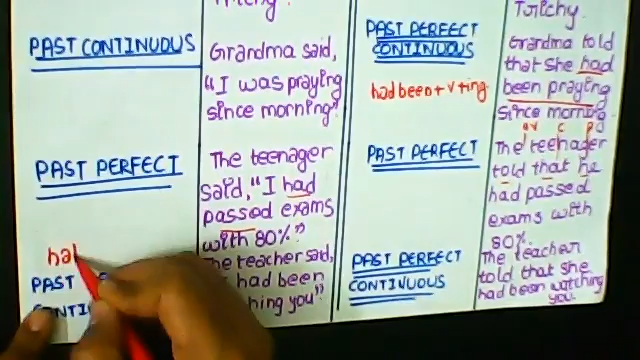 PAST CONTINUOUS
Grandma said,
"I was praying
since morning"
PAST PERFECT
CONTINUOUS
had been + v + ing
Trichy.
Grandma told
that she had
been praying
since morning
PAST PERFECT
The teenager
said, "I had
passed exams
with 80%."
PAST PERFECT
av c p
The teenager
told that he
had passed
exams with
80%.
PAST
The teacher said,
had been
you"
PAST PERFECT
CONTINUOUS
The teacher
told that she
had been watching
you.